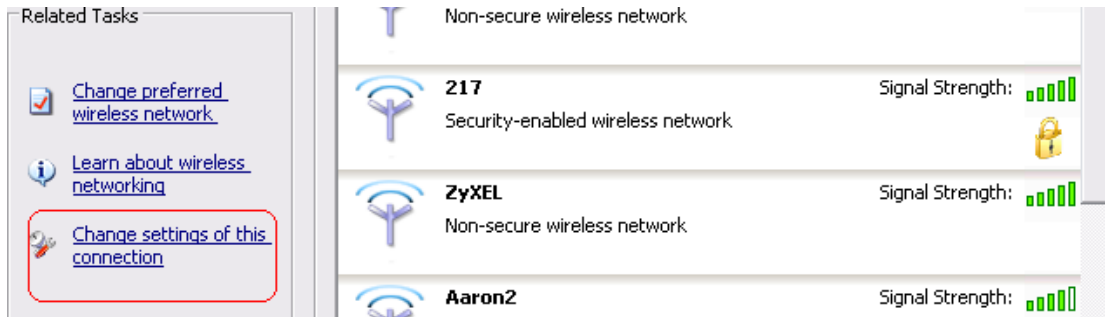 Related Tasks
Change preferred
wireless network
Learn about wireless
networking
Change settings of this
connection
Non-secure wireless network
217
Signal Strength:
Security-enabled wireless network
ZyXEL
Signal Strength:
Non-secure wireless network
Aaron2
Signal Strength: